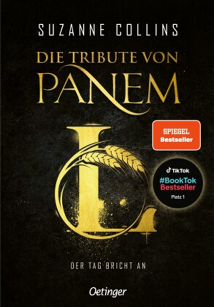 SUZANNE COLLINS
DIE TRIBUTE VON
PANEM
L
SPIEGEL
Bestseller
TikTok
#BookTok
Bestseller
Platz 1
DER TAG BRICHT AN
Oetinger